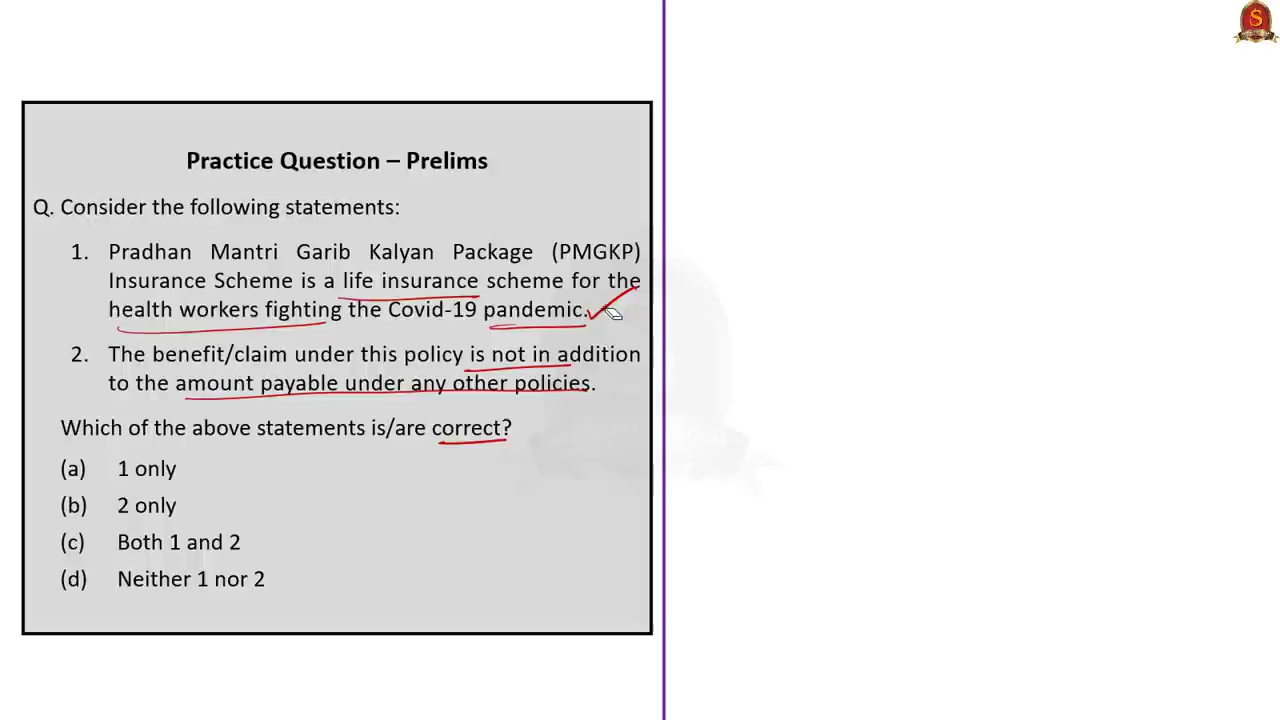 S
Practice Question – Prelims
Q. Consider the following statements:
1. Pradhan Mantri Garib Kalyan Package (PMGKP)
Insurance Scheme is a life insurance scheme for the
health workers fighting the Covid-19 pandemic.
2. The benefit/claim under this policy is not in addition
to the amount payable under any other policies.
Which of the above statements is/are correct?
(a) 1 only
(b) 2 only
(c) Both 1 and 2
(d) Neither 1 nor 2